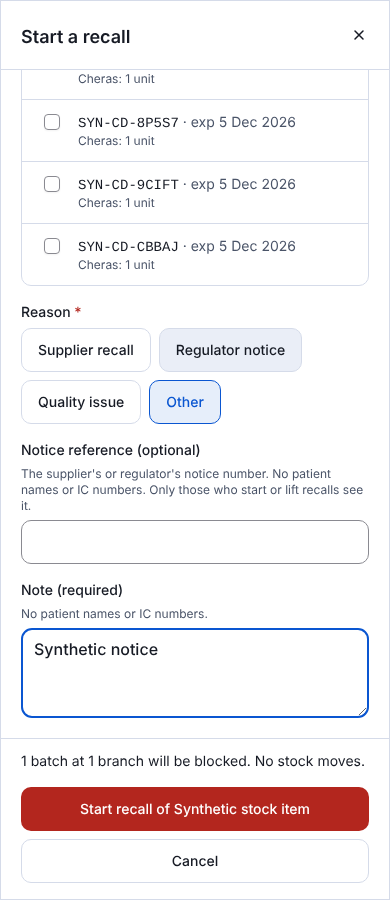 Start a recall
Cheras: 1 unit
SYN-CD-8P5S7 · exp 5 Dec 2026
Cheras: 1 unit
SYN-CD-9CIFT · exp 5 Dec 2026
Cheras: 1 unit
SYN-CD-CBBAJ · exp 5 Dec 2026
Cheras: 1 unit
Reason *
Supplier recall
Regulator notice
Quality issue
Other
Notice reference (optional)
The supplier's or regulator's notice number. No patient
names or IC numbers. Only those who start or lift recalls see
it.
Note (required)
No patient names or IC numbers.
Synthetic notice
1 batch at 1 branch will be blocked. No stock moves.
Start recall of Synthetic stock item
Cancel